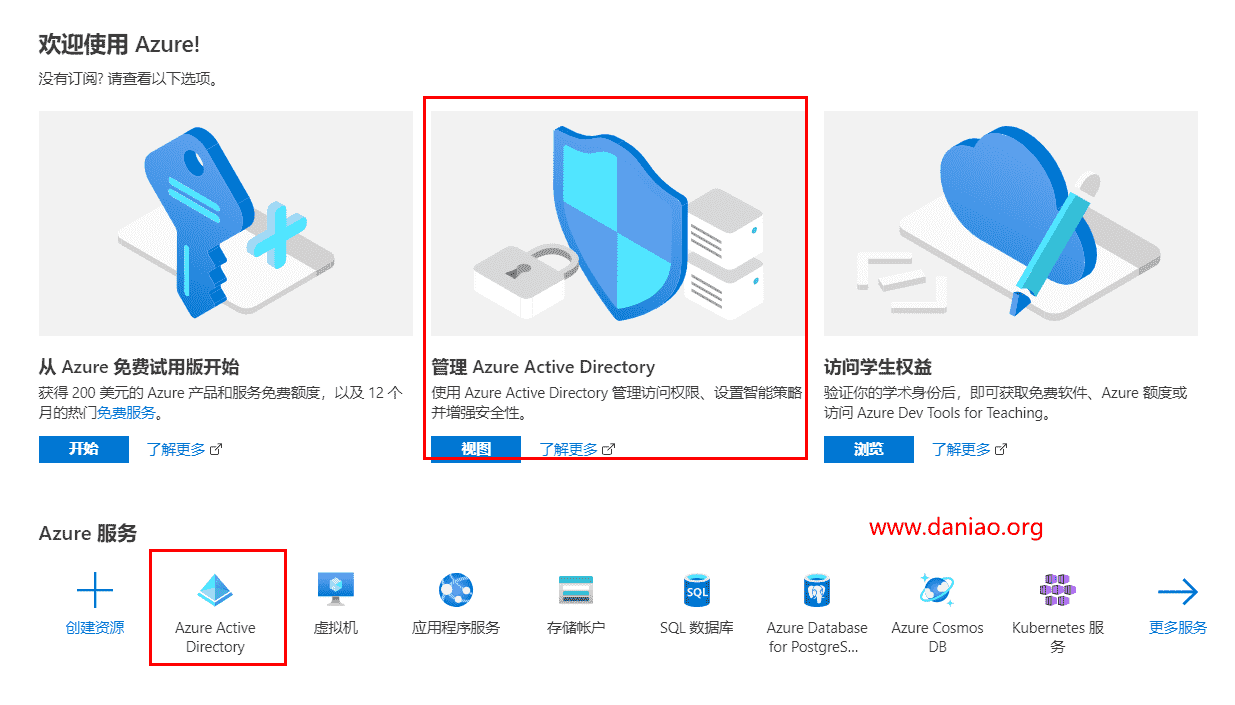 欢迎使用 Azure!
没有订阅? 请查看以下选项。
从 Azure 免费试用版开始
获得 200 美元的 Azure 产品和服务免费额度，以及 12 个
月的热门免费服务。
开始 了解更多
管理 Azure Active Directory
使用 Azure Active Directory 管理访问权限、设置智能策略
并增强安全性。
视图 了解更多
访问学生权益
验证你的学术身份后，即可获取免费软件、Azure 额度或
访问 Azure Dev Tools for Teaching。
浏览 了解更多
www.daniao.org
Azure 服务
创建资源
Azure Active
Directory
虚拟机
应用程序服务
存储帐户
SQL
SQL 数据库
Azure Database
for PostgreS...
Azure Cosmos
DB
Kubernetes 服
务
更多服务